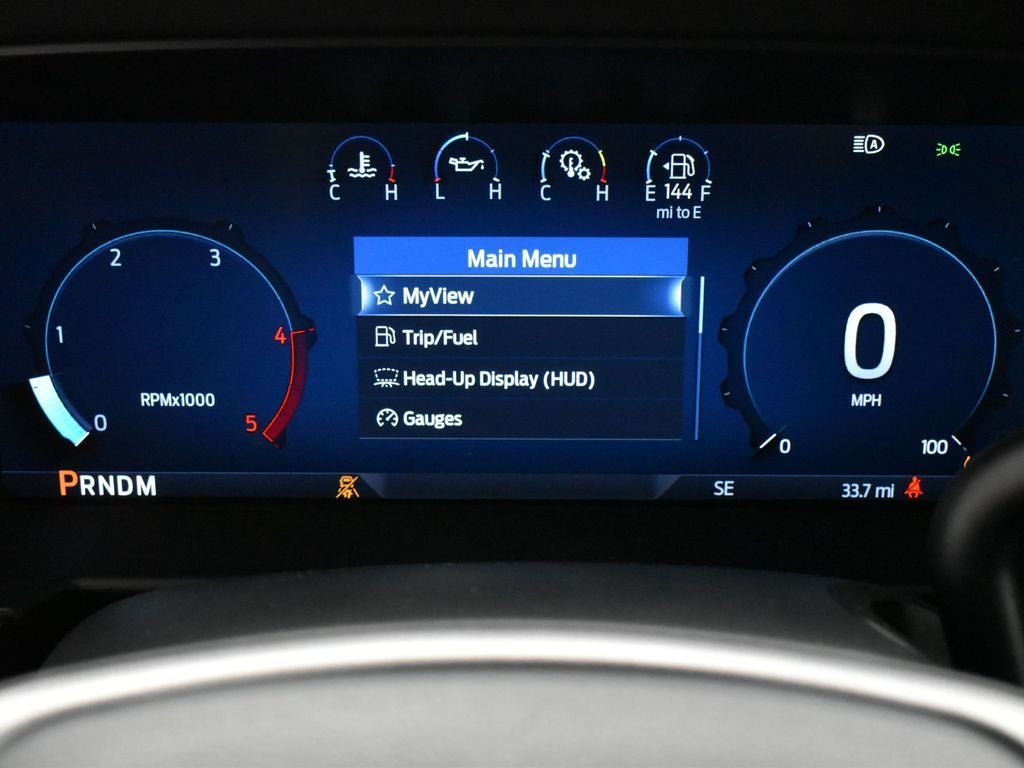 A
C H
L H
C H
E 144 F
mi to E
Main Menu
MyView
Trip/Fuel
Head-Up Display (HUD)
Gauges
2 3
1 4
RPMx1000
0 5
0
MPH
0 100
PRNDM
SE
33.7 mi